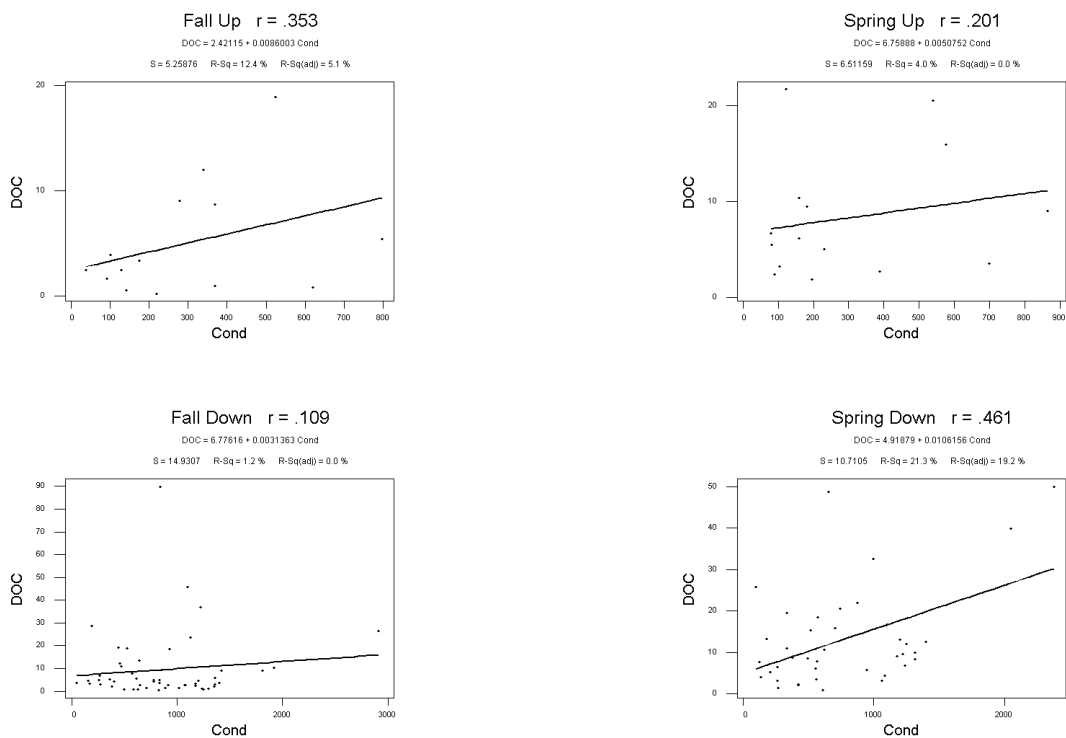 Fall Up r = .353
DOC = 2.42115 + 0.0086003 Cond
S = 5.25876 R-Sq = 12.4 % R-Sq(adj) = 5.1 %
20
10
0
DOC
0 100 200 300 400 500 600 700 800
Cond
Spring Up r = .201
DOC = 6.75888 + 0.0050752 Cond
S = 6.51159 R-Sq = 4.0 % R-Sq(adj) = 0.0 %
20
10
0
DOC
0 100 200 300 400 500 600 700 800 900
Cond
Fall Down r = .109
DOC = 6.77616 + 0.0031363 Cond
S = 14.9307 R-Sq = 1.2 % R-Sq(adj) = 0.0 %
90
80
70
60
50
40
30
20
10
0
DOC
0 1000 2000 3000
Cond
Spring Down r = .461
DOC = 4.91879 + 0.0106156 Cond
S = 10.7105 R-Sq = 21.3 % R-Sq(adj) = 19.2 %
50
40
30
20
10
0
DOC
0 1000 2000
Cond